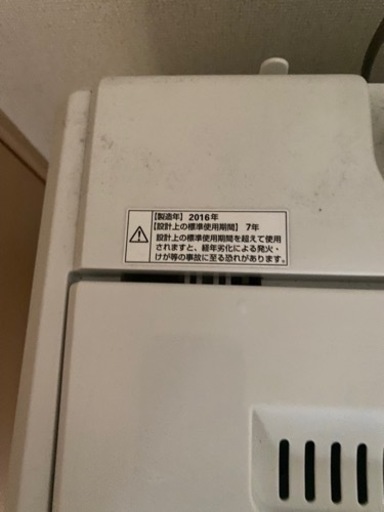 【製造年】2016年
【設計上の標準使用期間】7年
設計上の標準使用期間を超えて使用
されますと、経年劣化による発火・
けが等の事故に至る恐れがあります。